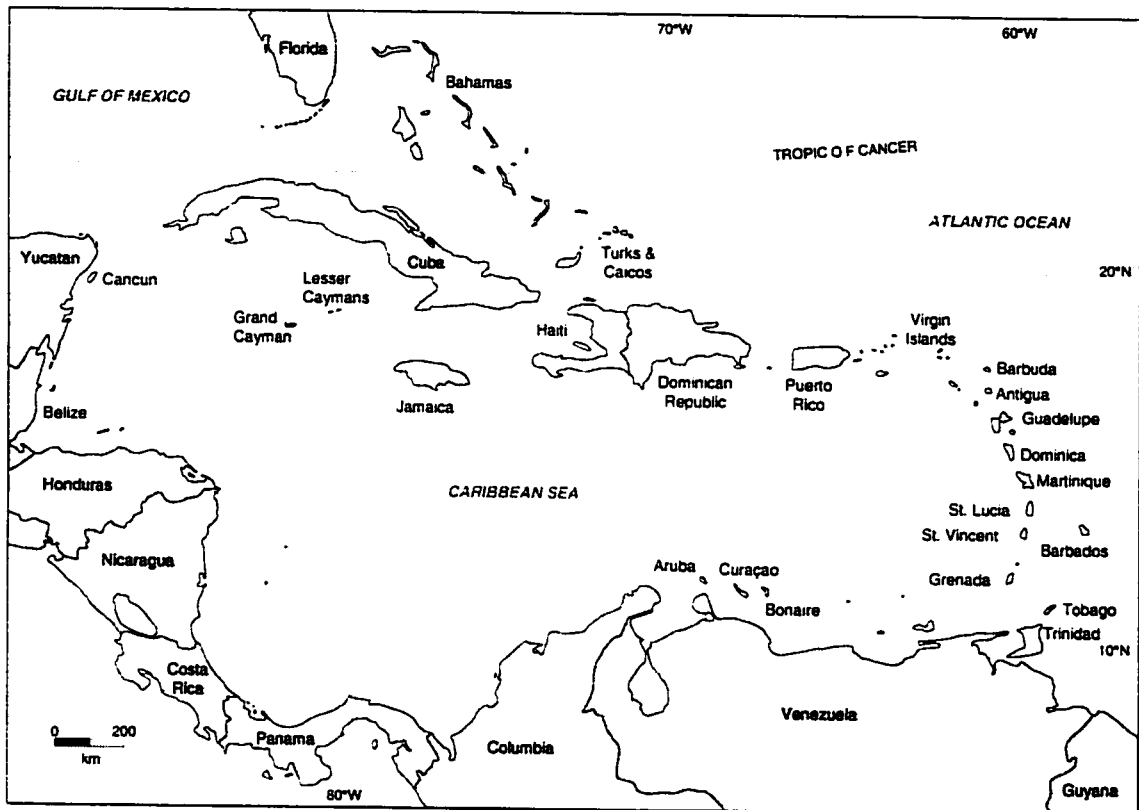 70°W
60°W
Florida
Bahamas
GULF OF MEXICO
TROPIC OF CANCER
ATLANTIC OCEAN
Yucatan
Cancun
Cuba
Turks &
Caicos
20°N
Lesser
Caymans
Grand
Cayman
Haiti
Virgin
Islands
Jamaica
Dominican
Republic
Puerto
Rico
Barbuda
Antigua
Guadelupe
Belize
Dominica
Honduras
CARIBBEAN SEA
Martinique
St. Lucia
St. Vincent
Barbados
Nicaragua
Aruba
Curaçao
Bonaire
Grenada
Tobago
Trinidad
10°N
Costa
Rica
0 200
km
Panama
Columbia
Venezuela
Guyana
80°W